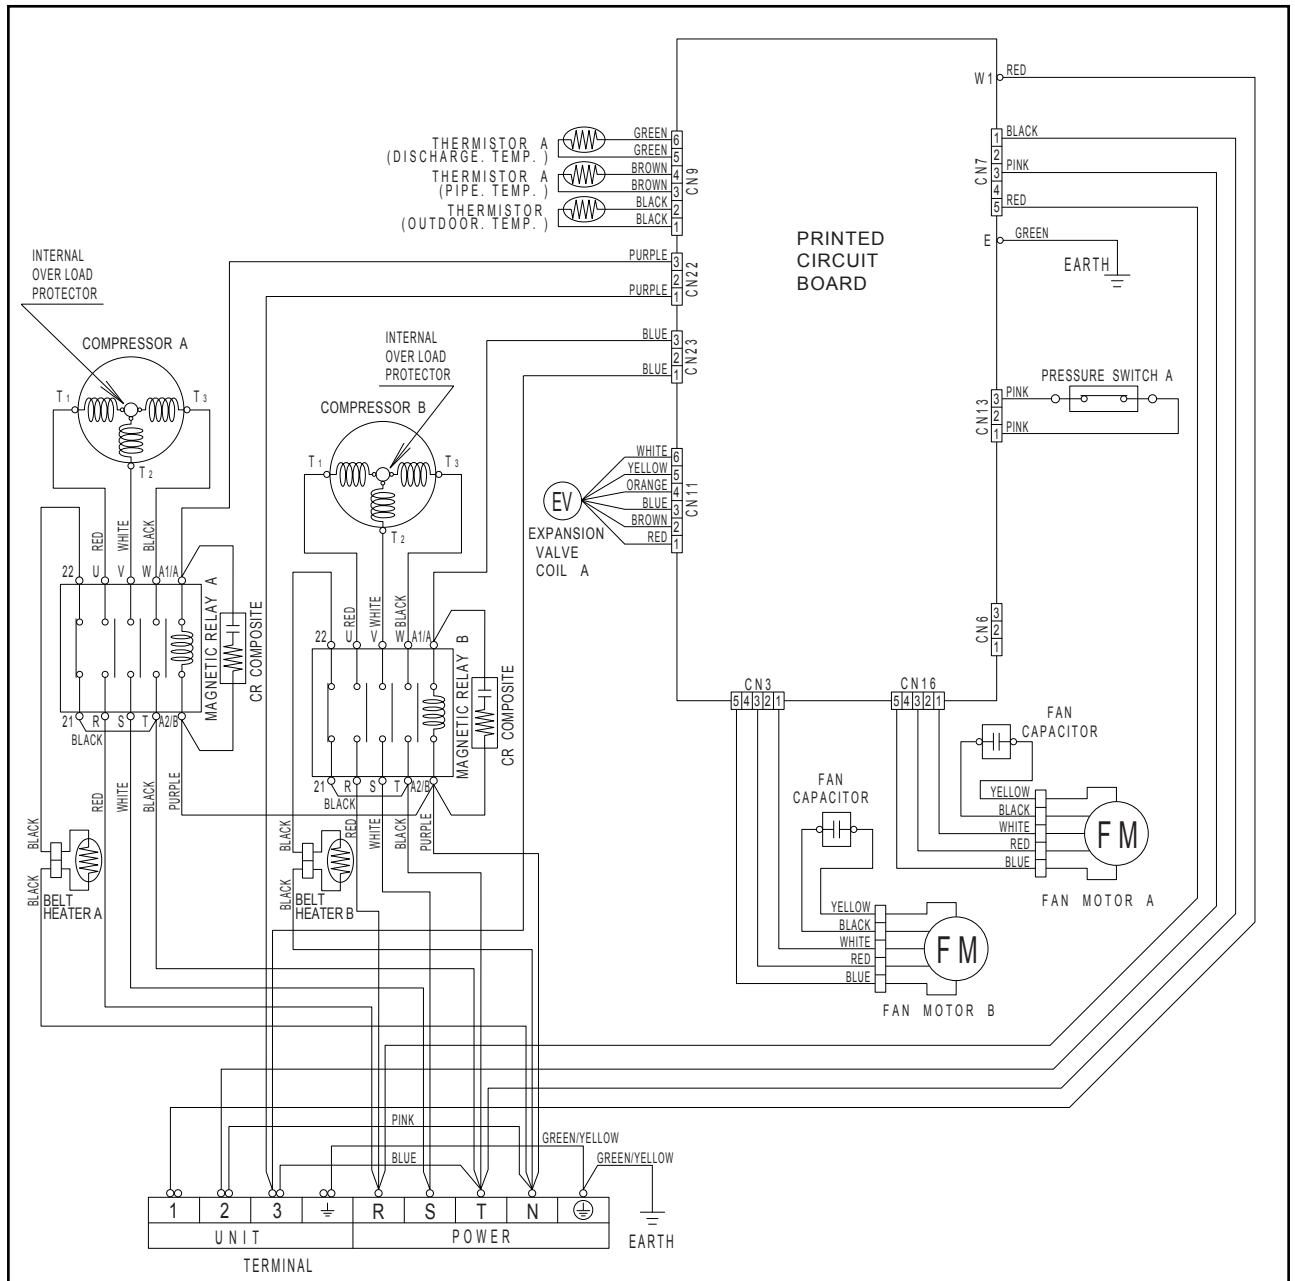 W1
RED
1
2
3
4
5
CN7
BLACK
PINK
RED
E
GREEN
EARTH
THERMISTOR A
(DISCHARGE. TEMP. )
THERMISTOR A
(PIPE. TEMP. )
THERMISTOR
(OUTDOOR. TEMP. )
GREEN
GREEN
BROWN
BROWN
BLACK
BLACK
6
5
4
3
2
1
CN9
PRINTED
CIRCUIT
BOARD
PURPLE
PURPLE
3
2
1
CN22
BLUE
BLUE
3
2
1
CN23
INTERNAL
OVER LOAD
PROTECTOR
COMPRESSOR A
T1
T3
T2
INTERNAL
OVER LOAD
PROTECTOR
COMPRESSOR B
T1
T3
T2
PRESSURE SWITCH A
PINK
PINK
3
2
1
CN13
WHITE
YELLOW
ORANGE
BLUE
BROWN
RED
6
5
4
3
2
1
CN11
EV
EXPANSION
VALVE
COIL A
RED
WHITE
BLACK
22 U V W A1/A
MAGNETIC RELAY A
CR COMPOSITE
21 R S T A2/B
BLACK
RED
WHITE
BLACK
PURPLE
RED
WHITE
BLACK
22 U V W A1/A
MAGNETIC RELAY B
CR COMPOSITE
21 R S T A2/B
BLACK
RED
WHITE
BLACK
PURPLE
BLACK
BLACK
BELT
HEATER A
BLACK
BLACK
BELT
HEATER B
CN6
3
2
1
CN3
5 4 3 2 1
CN16
5 4 3 2 1
FAN
CAPACITOR
YELLOW
BLACK
WHITE
RED
BLUE
FM
FAN MOTOR A
FAN
CAPACITOR
YELLOW
BLACK
WHITE
RED
BLUE
FM
FAN MOTOR B
PINK
BLUE
GREEN/YELLOW
GREEN/YELLOW
1 2 3 R S T N
UNIT
POWER
TERMINAL
EARTH